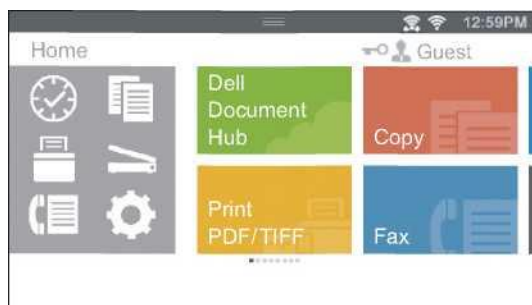 12:59PM
Home
Guest
Dell
Document
Hub
Copy
Print
PDF/TIFF
Fax